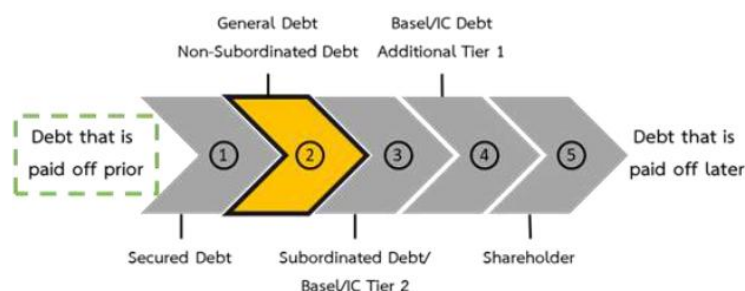 General Debt
Non-Subordinated Debt
Basel/IC Debt
Additional Tier 1
Debt that is
paid off prior
1
2
3
4
5
Debt that is
paid off later
Secured Debt
Subordinated Debt/
Basel/IC Tier 2
Shareholder